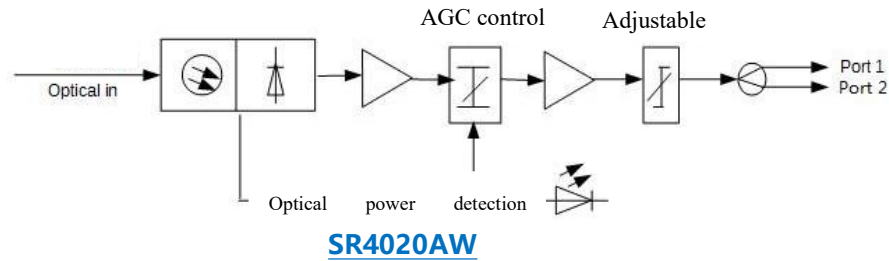 AGC control
Adjustable
Optical in
Port 1
Port 2
Optical power detection
SR4020AW